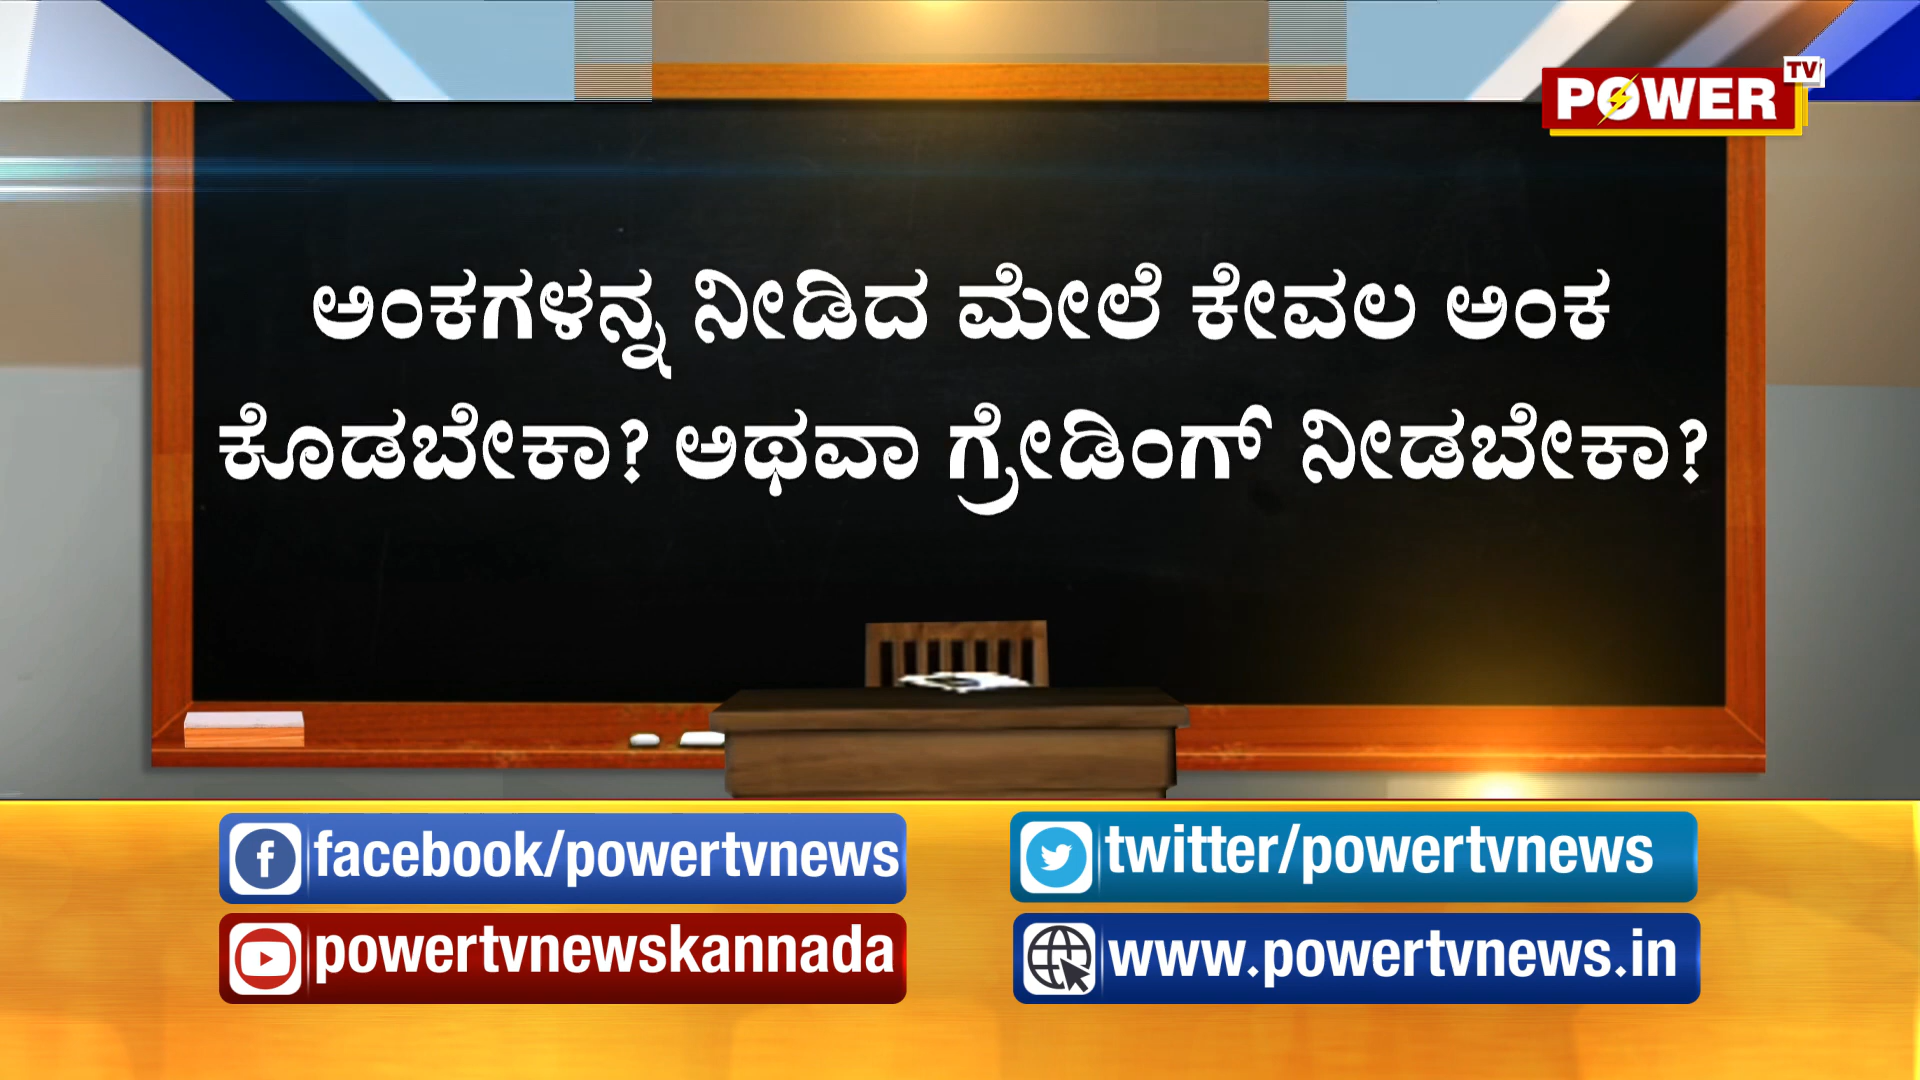 POWER TV
ಅಂಕಗಳನ್ನ ನೀಡಿದ ಮೇಲೆ ಕೇವಲ ಅಂಕ
ಕೊಡಬೇಕಾ? ಅಥವಾ ಗ್ರೇಡಿಂಗ್ ನೀಡಬೇಕಾ?
facebook/powertvnews
twitter/powertvnews
powertvnewskannada
www.powertvnews.in